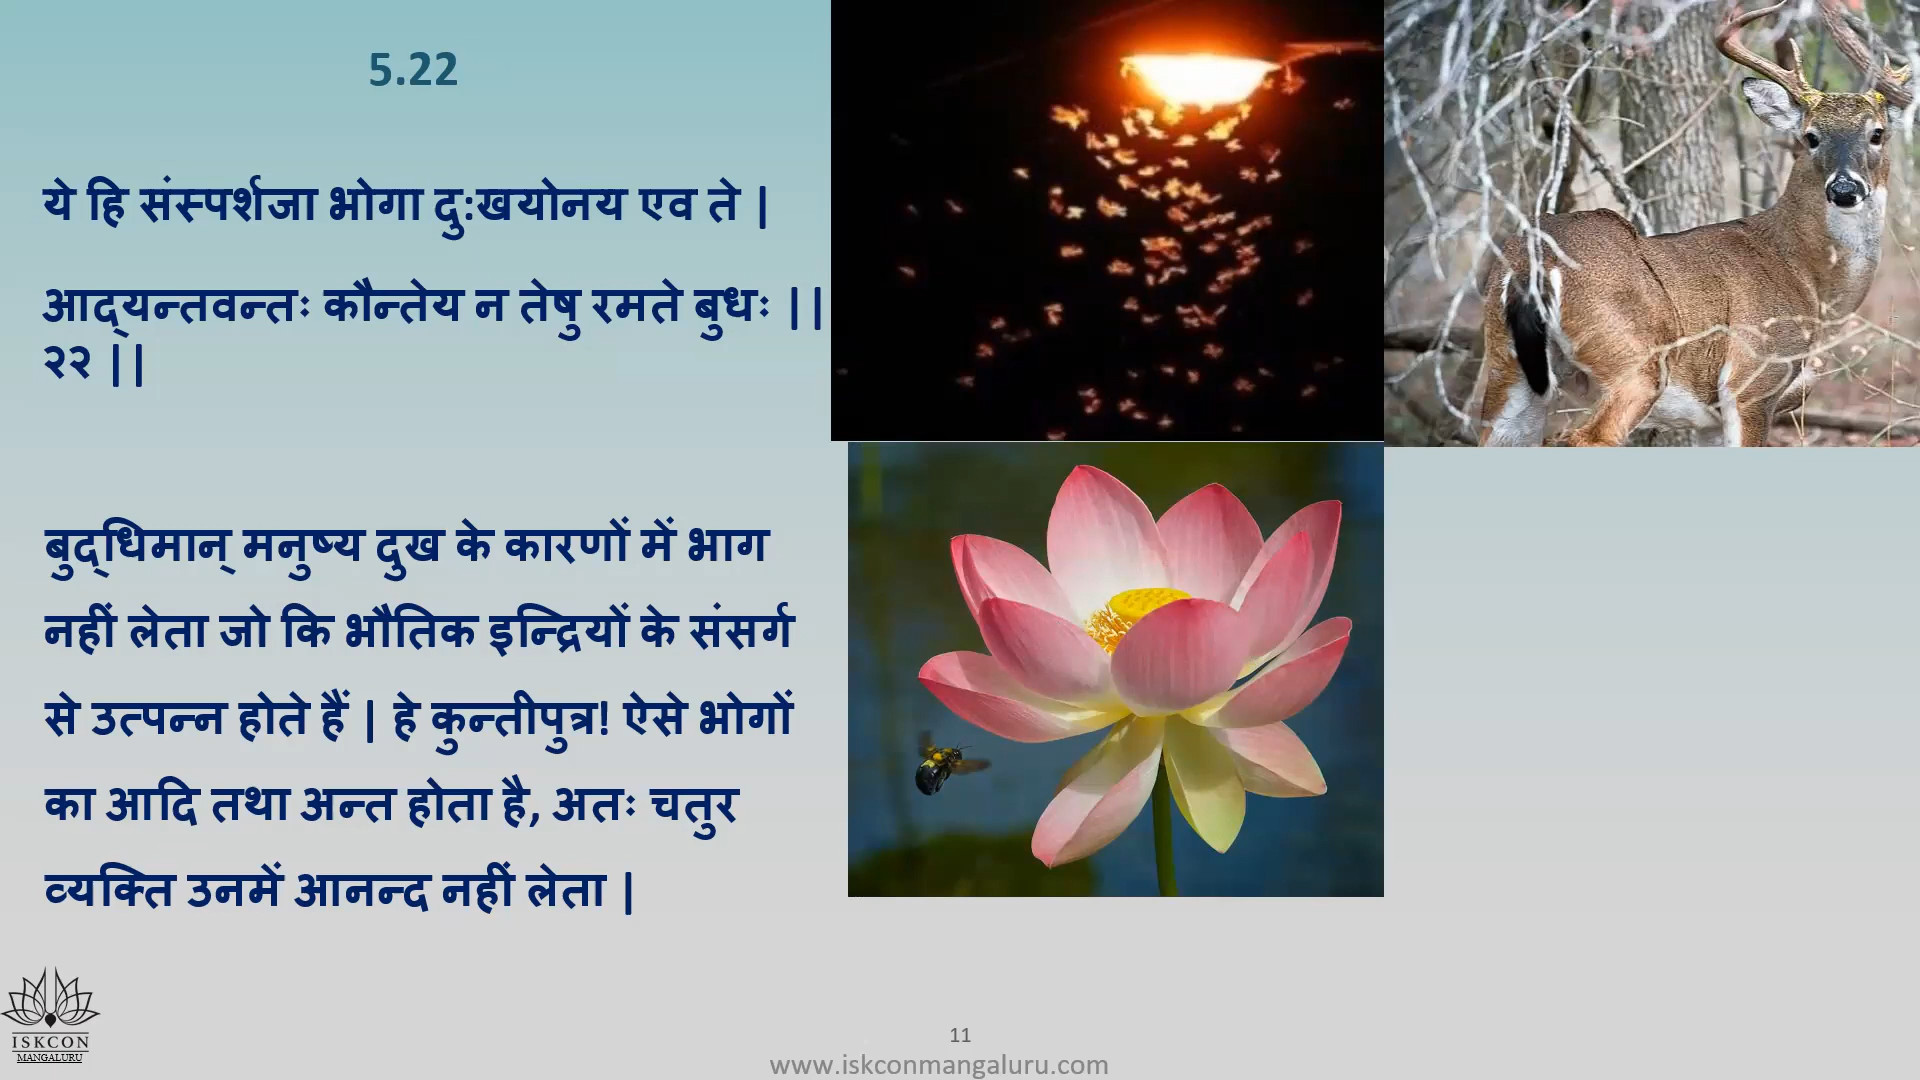 5.22
ये हि संस्पर्शजा भोगा दु:खयोनय एव ते |
आद्यन्तवन्तः कौन्तेय न तेषु रमते बुधः ||
२२ ||
बुद्धिमान् मनुष्य दुख के कारणों में भाग
नहीं लेता जो कि भौतिक इन्द्रियों के संसर्ग
से उत्पन्न होते हैं | हे कुन्तीपुत्र! ऐसे भोगों
का आदि तथा अन्त होता है, अतः चतुर
व्यक्ति उनमें आनन्द नहीं लेता |
ISKCON
MANGALURU
11
www.iskconmangaluru.com